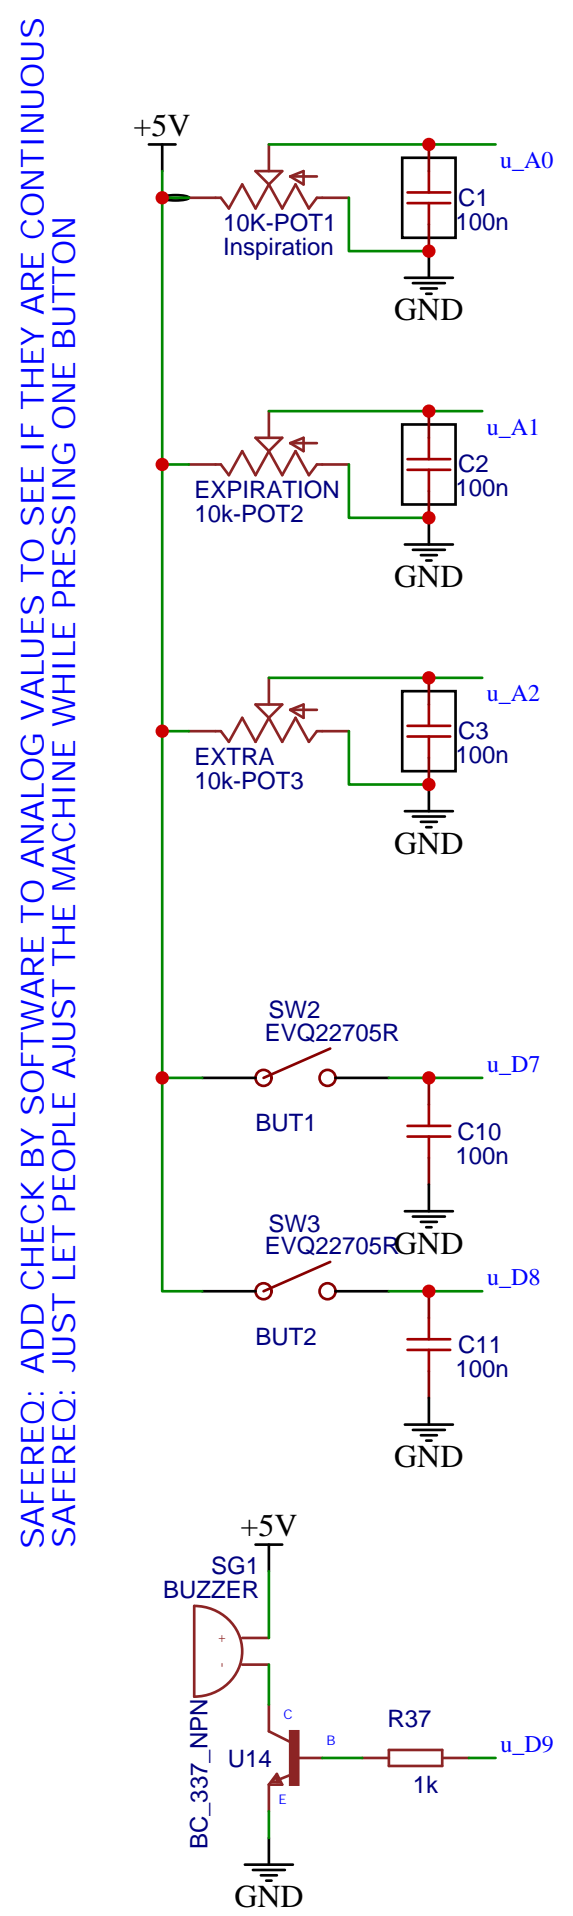 SAFEREQ: ADD CHECK BY SOFTWARE TO ANALOG VALUES TO SEE IF THEY ARE CONTINUOUS
SAFEREQ: JUST LET PEOPLE AJUST THE MACHINE WHILE PRESSING ONE BUTTON
+5V
u_A0
C1
100n
10K-POT1
Inspiration
GND
u_A1
C2
100n
EXPIRATION
10k-POT2
GND
u_A2
C3
100n
EXTRA
10k-POT3
GND
SW2
EVQ22705R
u_D7
BUT1
C10
100n
GND
SW3
EVQ22705R
u_D8
BUT2
C11
100n
GND
+5V
SG1
BUZZER
+
-
C
BC_337_NPN
U14
B
E
R37
1k
u_D9
GND